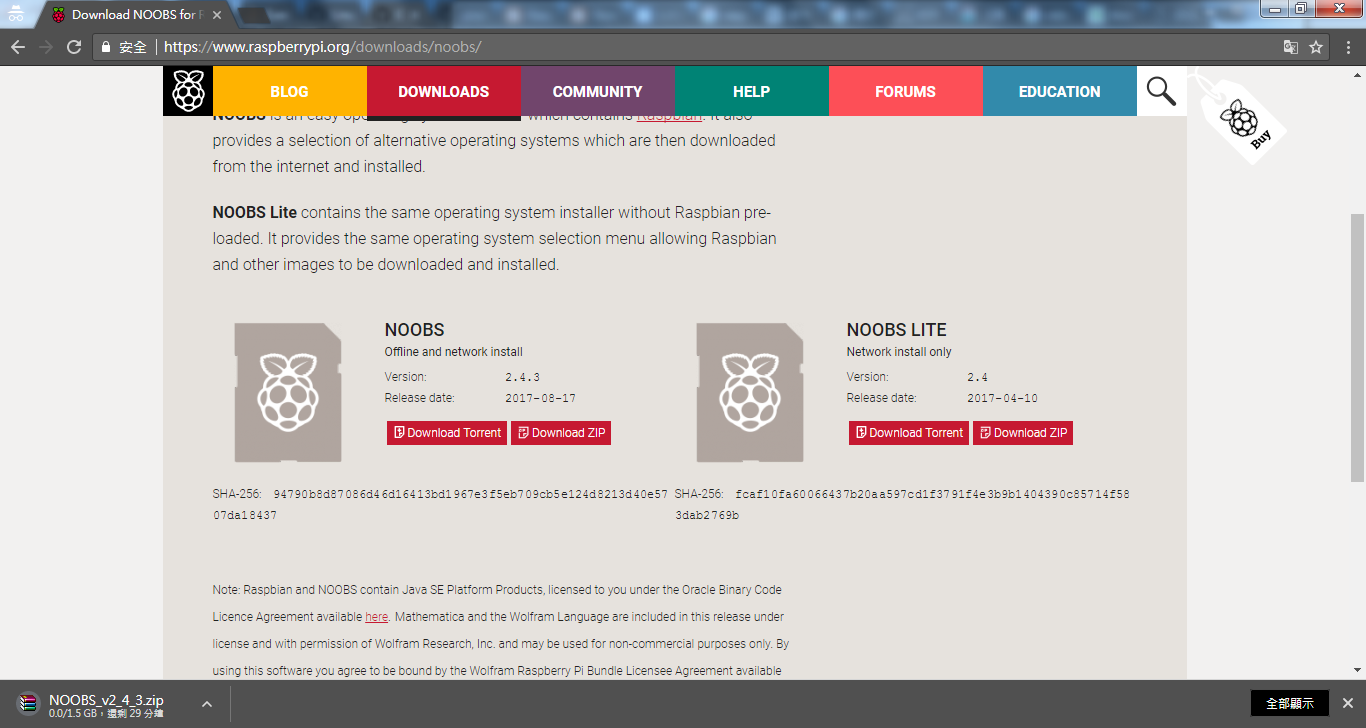 Download NOOBS for R
安全 https://www.raspberrypi.org/downloads/noobs/
BLOG DOWNLOADS COMMUNITY HELP FORUMS EDUCATION
Buy
NOOBS is an easy ope which contains Raspbian. It also
provides a selection of alternative operating systems which are then downloaded
from the internet and installed.
NOOBS Lite contains the same operating system installer without Raspbian pre-
loaded. It provides the same operating system selection menu allowing Raspbian
and other images to be downloaded and installed.
NOOBS
Offline and network install
Version: 2.4.3
Release date: 2017-08-17
Download Torrent Download ZIP
SHA-256: 94790b8d87086d46d16413bd1967e3f5eb709cb5e124d8213d40e57
07da18437
NOOBS LITE
Network install only
Version: 2.4
Release date: 2017-04-10
Download Torrent Download ZIP
SHA-256: fcaf10fa60066437b20aa597cd1f3791f4e3b9b1404390c85714f58
3dab2769b
Note: Raspbian and NOOBS contain Java SE Platform Products, licensed to you under the Oracle Binary Code
Licence Agreement available here. Mathematica and the Wolfram Language are included in this release under
license and with permission of Wolfram Research, Inc. and may be used for non-commercial purposes only. By
using this software you agree to be bound by the Wolfram Raspberry Pi Bundle Licensee Agreement available
NOOBS_v2_4_3.zip
0.0/1.5 GB，還剩 29 分鐘
全部顯示